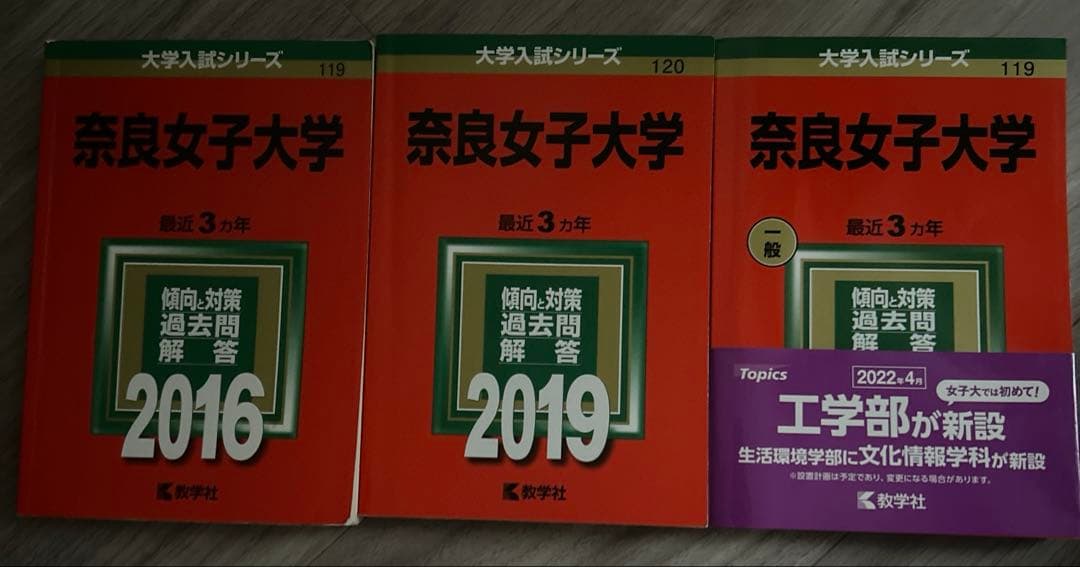 大学入試シリーズ
119
奈良女子大学
最近3カ年
傾向と対策
過去問
解答
2016
教学社
大学入試シリーズ
120
奈良女子大学
最近3カ年
傾向と対策
過去問
解答
2019
教学社
大学入試シリーズ
119
奈良女子大学
一般
最近3カ年
傾向と対策
過去問
解答
Topics
2022年4月
女子大では初めて!
工学部が新設
生活環境学部に文化情報学科が新設
※設置計画は予定であり、変更になる場合があります。
教学社